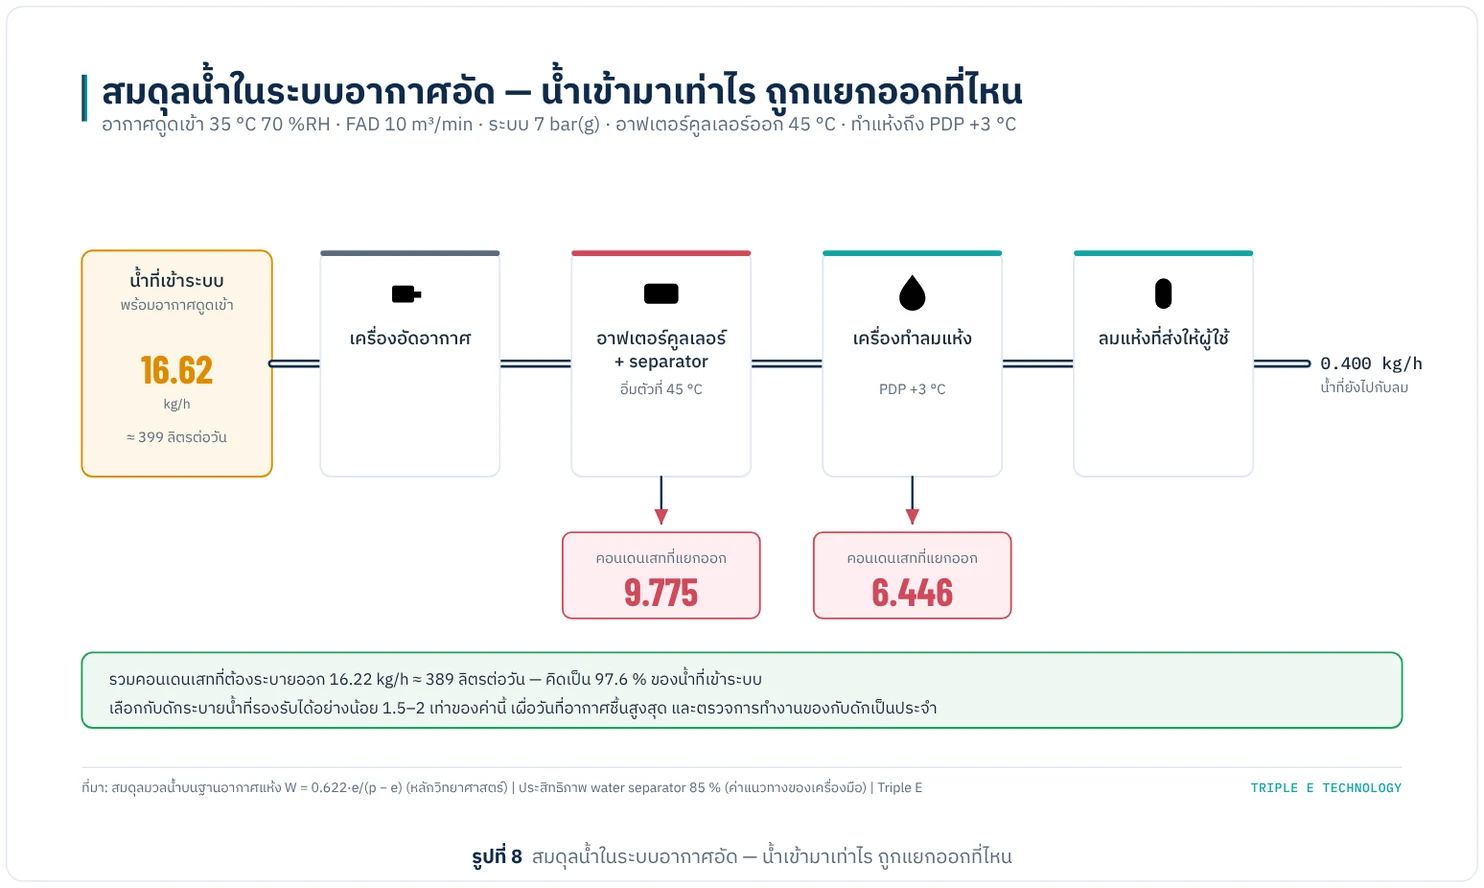 สมดุลน้ำในระบบอากาศอัด — น้ำเข้ามาเท่าไร ถูกแยกออกที่ไหน
อากาศดูดเข้า 35 °C 70 %RH · FAD 10 m³/min · ระบบ 7 bar(g) · อาฟเตอร์คูลเลอร์ออก 45 °C · ทำแห้งถึง PDP +3 °C
น้ำที่เข้าระบบ
พร้อมอากาศดูดเข้า
16.62
kg/h
≈ 399 ลิตรต่อวัน
เครื่องอัดอากาศ
อาฟเตอร์คูลเลอร์
+ separator
อิ่มตัวที่ 45 °C
เครื่องทำลมแห้ง
PDP +3 °C
ลมแห้งที่ส่งให้ผู้ใช้
0.400 kg/h
น้ำที่ยังไปกับลม
คอนเดนเสทที่แยกออก
9.775
คอนเดนเสทที่แยกออก
6.446
รวมคอนเดนเสทที่ต้องระบายออก 16.22 kg/h ≈ 389 ลิตรต่อวัน — คิดเป็น 97.6 % ของน้ำที่เข้าระบบ
เลือกกับดักระบายน้ำที่รองรับได้อย่างน้อย 1.5–2 เท่าของค่านี้ เผื่อวันที่อากาศชื้นสูงสุด และตรวจการทำงานของกับดักเป็นประจำ
ที่มา: สมดุลมวลน้ำบนฐานอากาศแห้ง W = 0.622·e/(p − e) (หลักวิทยาศาสตร์) | ประสิทธิภาพ water separator 85 % (ค่าแนวทางของเครื่องมือ) | Triple E
TRIPLE E TECHNOLOGY
รูปที่ 8 สมดุลน้ำในระบบอากาศอัด — น้ำเข้ามาเท่าไร ถูกแยกออกที่ไหน